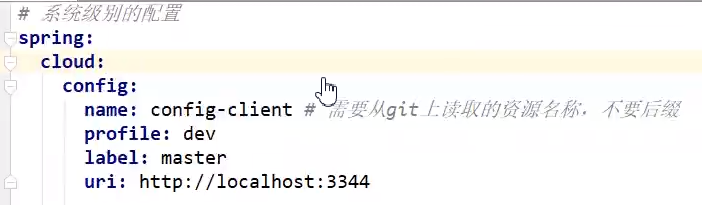 # 系统级别的配置
spring:
  cloud:
    config:
      name: config-client # 需要从git上读取的资源名称，不要后缀
      profile: dev
      label: master
      uri: http://localhost:3344